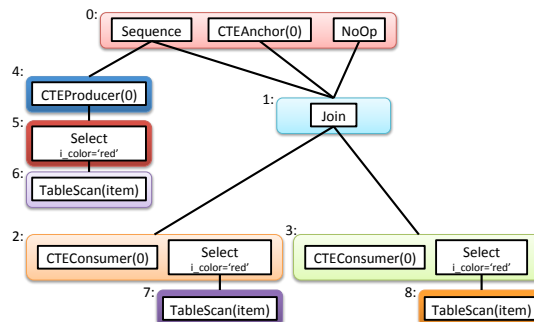 0:
Sequence
CTEAnchor(0)
NoOp
4:
CTEProducer(0)
1:
Join
5:
Select
i_color='red'
6:
TableScan(item)
2:
CTEConsumer(0)
Select
i_color='red'
3:
CTEConsumer(0)
Select
i_color='red'
7:
TableScan(item)
8:
TableScan(item)